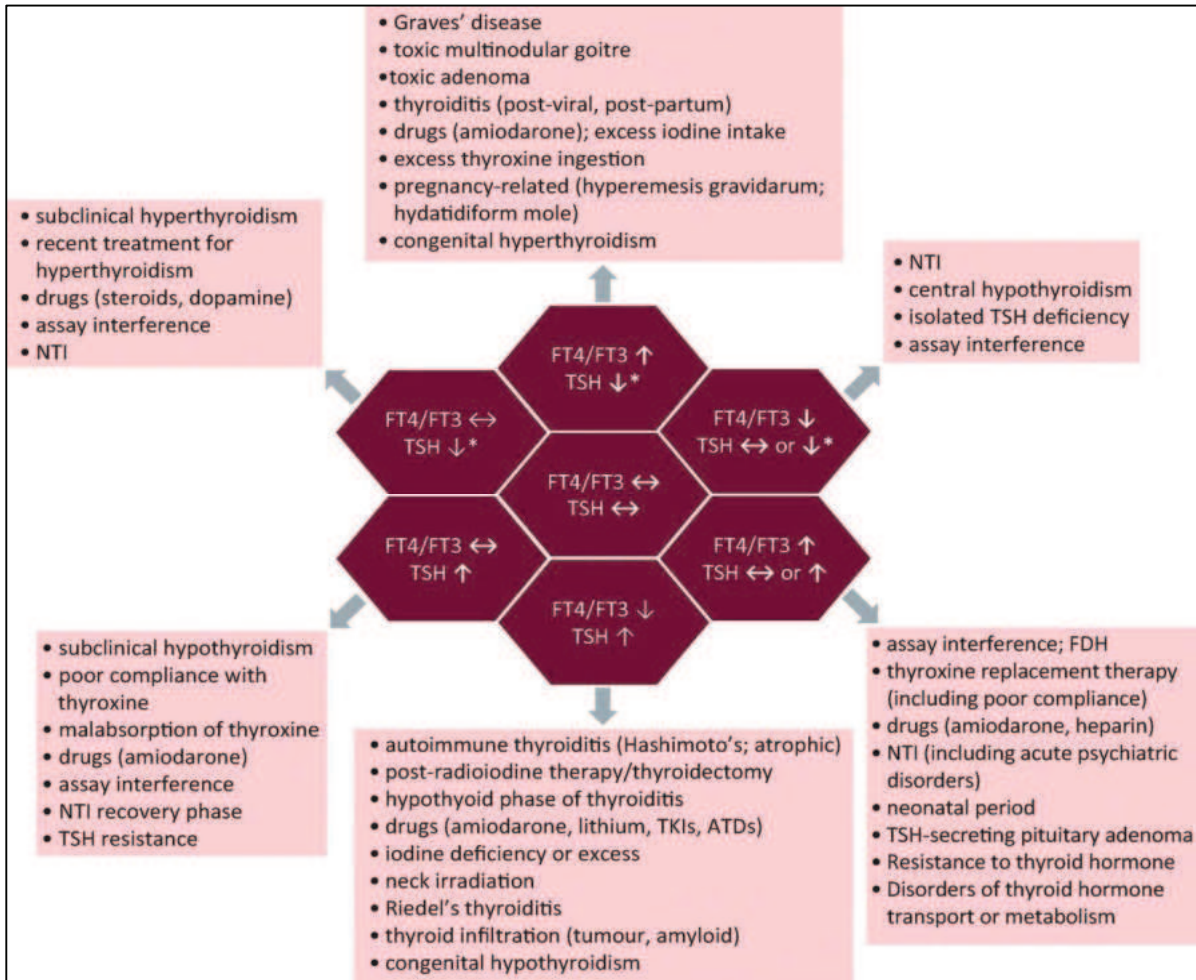 • Graves' disease
• toxic multinodular goitre
•toxic adenoma
• thyroiditis (post-viral, post-partum)
• drugs (amiodarone); excess iodine intake
• excess thyroxine ingestion
• pregnancy-related (hyperemesis gravidarum;
hydatidiform mole)
• congenital hyperthyroidism
• subclinical hyperthyroidism
• recent treatment for
hyperthyroidism
• drugs (steroids, dopamine)
• assay interference
• NTI
• NTI
• central hypothyroidism
• isolated TSH deficiency
• assay interference
FT4/FT3 ↑
TSH ↓*
FT4/FT3 ↔
TSH ↓*
FT4/FT3 ↓
TSH ↔ or ↓*
FT4/FT3 ↔
TSH ↔
FT4/FT3 ↔
TSH ↑
FT4/FT3 ↑
TSH ↔ or ↑
FT4/FT3 ↓
TSH ↑
• subclinical hypothyroidism
• poor compliance with
thyroxine
• malabsorption of thyroxine
• drugs (amiodarone)
• assay interference
• NTI recovery phase
• TSH resistance
• autoimmune thyroiditis (Hashimoto's; atrophic)
• post-radioiodine therapy/thyroidectomy
• hypothyoid phase of thyroiditis
• drugs (amiodarone, lithium, TKIs, ATDs)
• iodine deficiency or excess
• neck irradiation
• Riedel's thyroiditis
• thyroid infiltration (tumour, amyloid)
• congenital hypothyroidism
• assay interference; FDH
• thyroxine replacement therapy
(including poor compliance)
• drugs (amiodarone, heparin)
• NTI (including acute psychiatric
disorders)
• neonatal period
• TSH-secreting pituitary adenoma
• Resistance to thyroid hormone
• Disorders of thyroid hormone
transport or metabolism